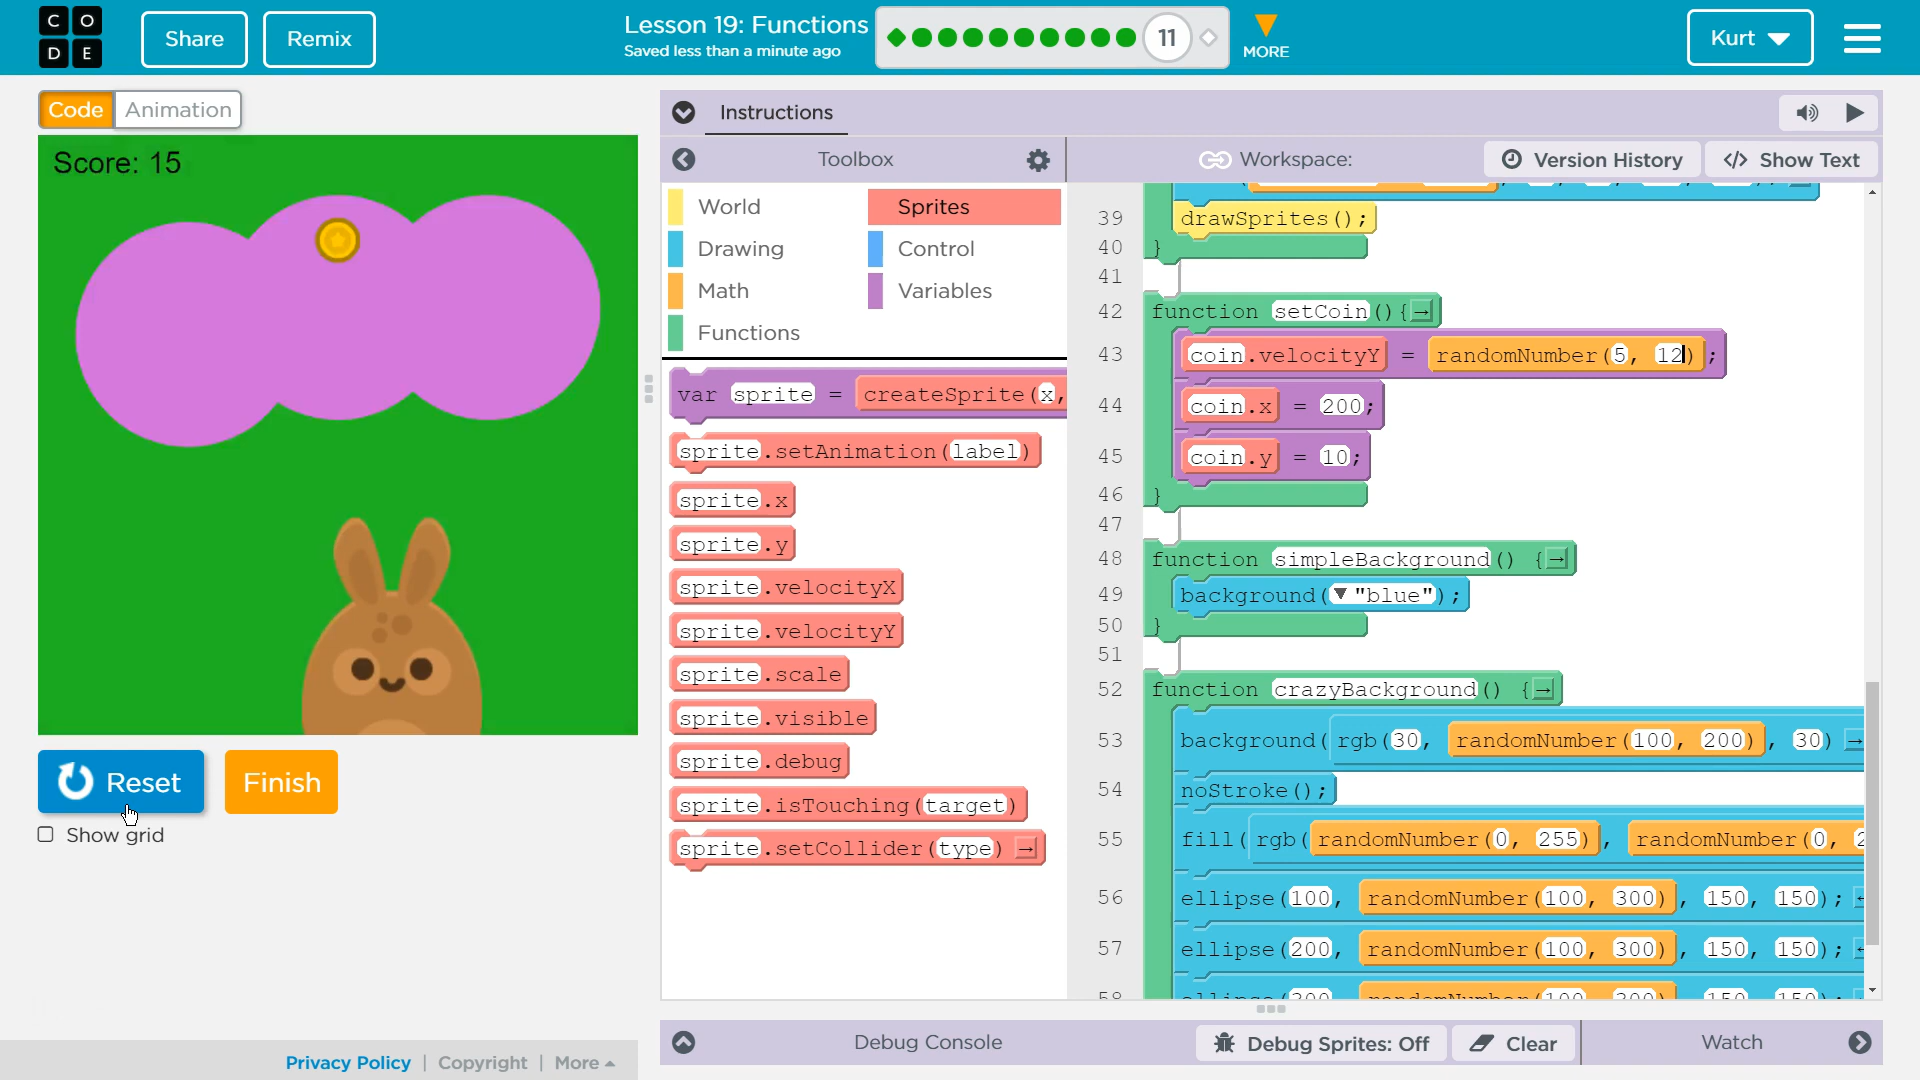 CODE
Share
Remix
Lesson 19: Functions
Saved less than a minute ago
11
MORE
Kurt
Code
Animation
Score: 15
Reset
Finish
Show grid
Privacy Policy | Copyright | More
Instructions
Toolbox
Workspace:
Version History
</> Show Text
World
Sprites
Drawing
Control
Math
Variables
Functions
var sprite = createSprite(x,
sprite.setAnimation(label)
sprite.x
sprite.y
sprite.velocityX
sprite.velocityY
sprite.scale
sprite.visible
sprite.debug
sprite.isTouching(target)
sprite.setCollider(type)
39 drawSprites();
40 }
41
42 function setCoin(){
43 coin.velocityY = randomNumber(5, 12);
44 coin.x = 200;
45 coin.y = 10;
46 }
47
48 function simpleBackground() {
49 background("blue");
50 }
51
52 function crazyBackground() {
53 background(rgb(30, randomNumber(100, 200), 30)
54 noStroke();
55 fill(rgb(randomNumber(0, 255), randomNumber(0, 2
56 ellipse(100, randomNumber(100, 300), 150, 150);
57 ellipse(200, randomNumber(100, 300), 150, 150);
Debug Console
Debug Sprites: Off
Clear
Watch